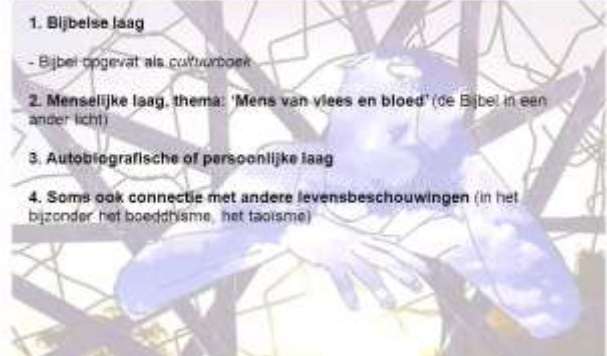 1. Bijbelse laag
- Bijbel opgevat als cultuurboek
2. Menselijke laag, thema: ‘Mens van vlees en bloed’ (de Bijbel in een
ander licht)
3. Autobiografische of persoonlijke laag
4. Soms ook connectie met andere levensbeschouwingen (in het
bijzonder het boeddhisme, het taoïsme)